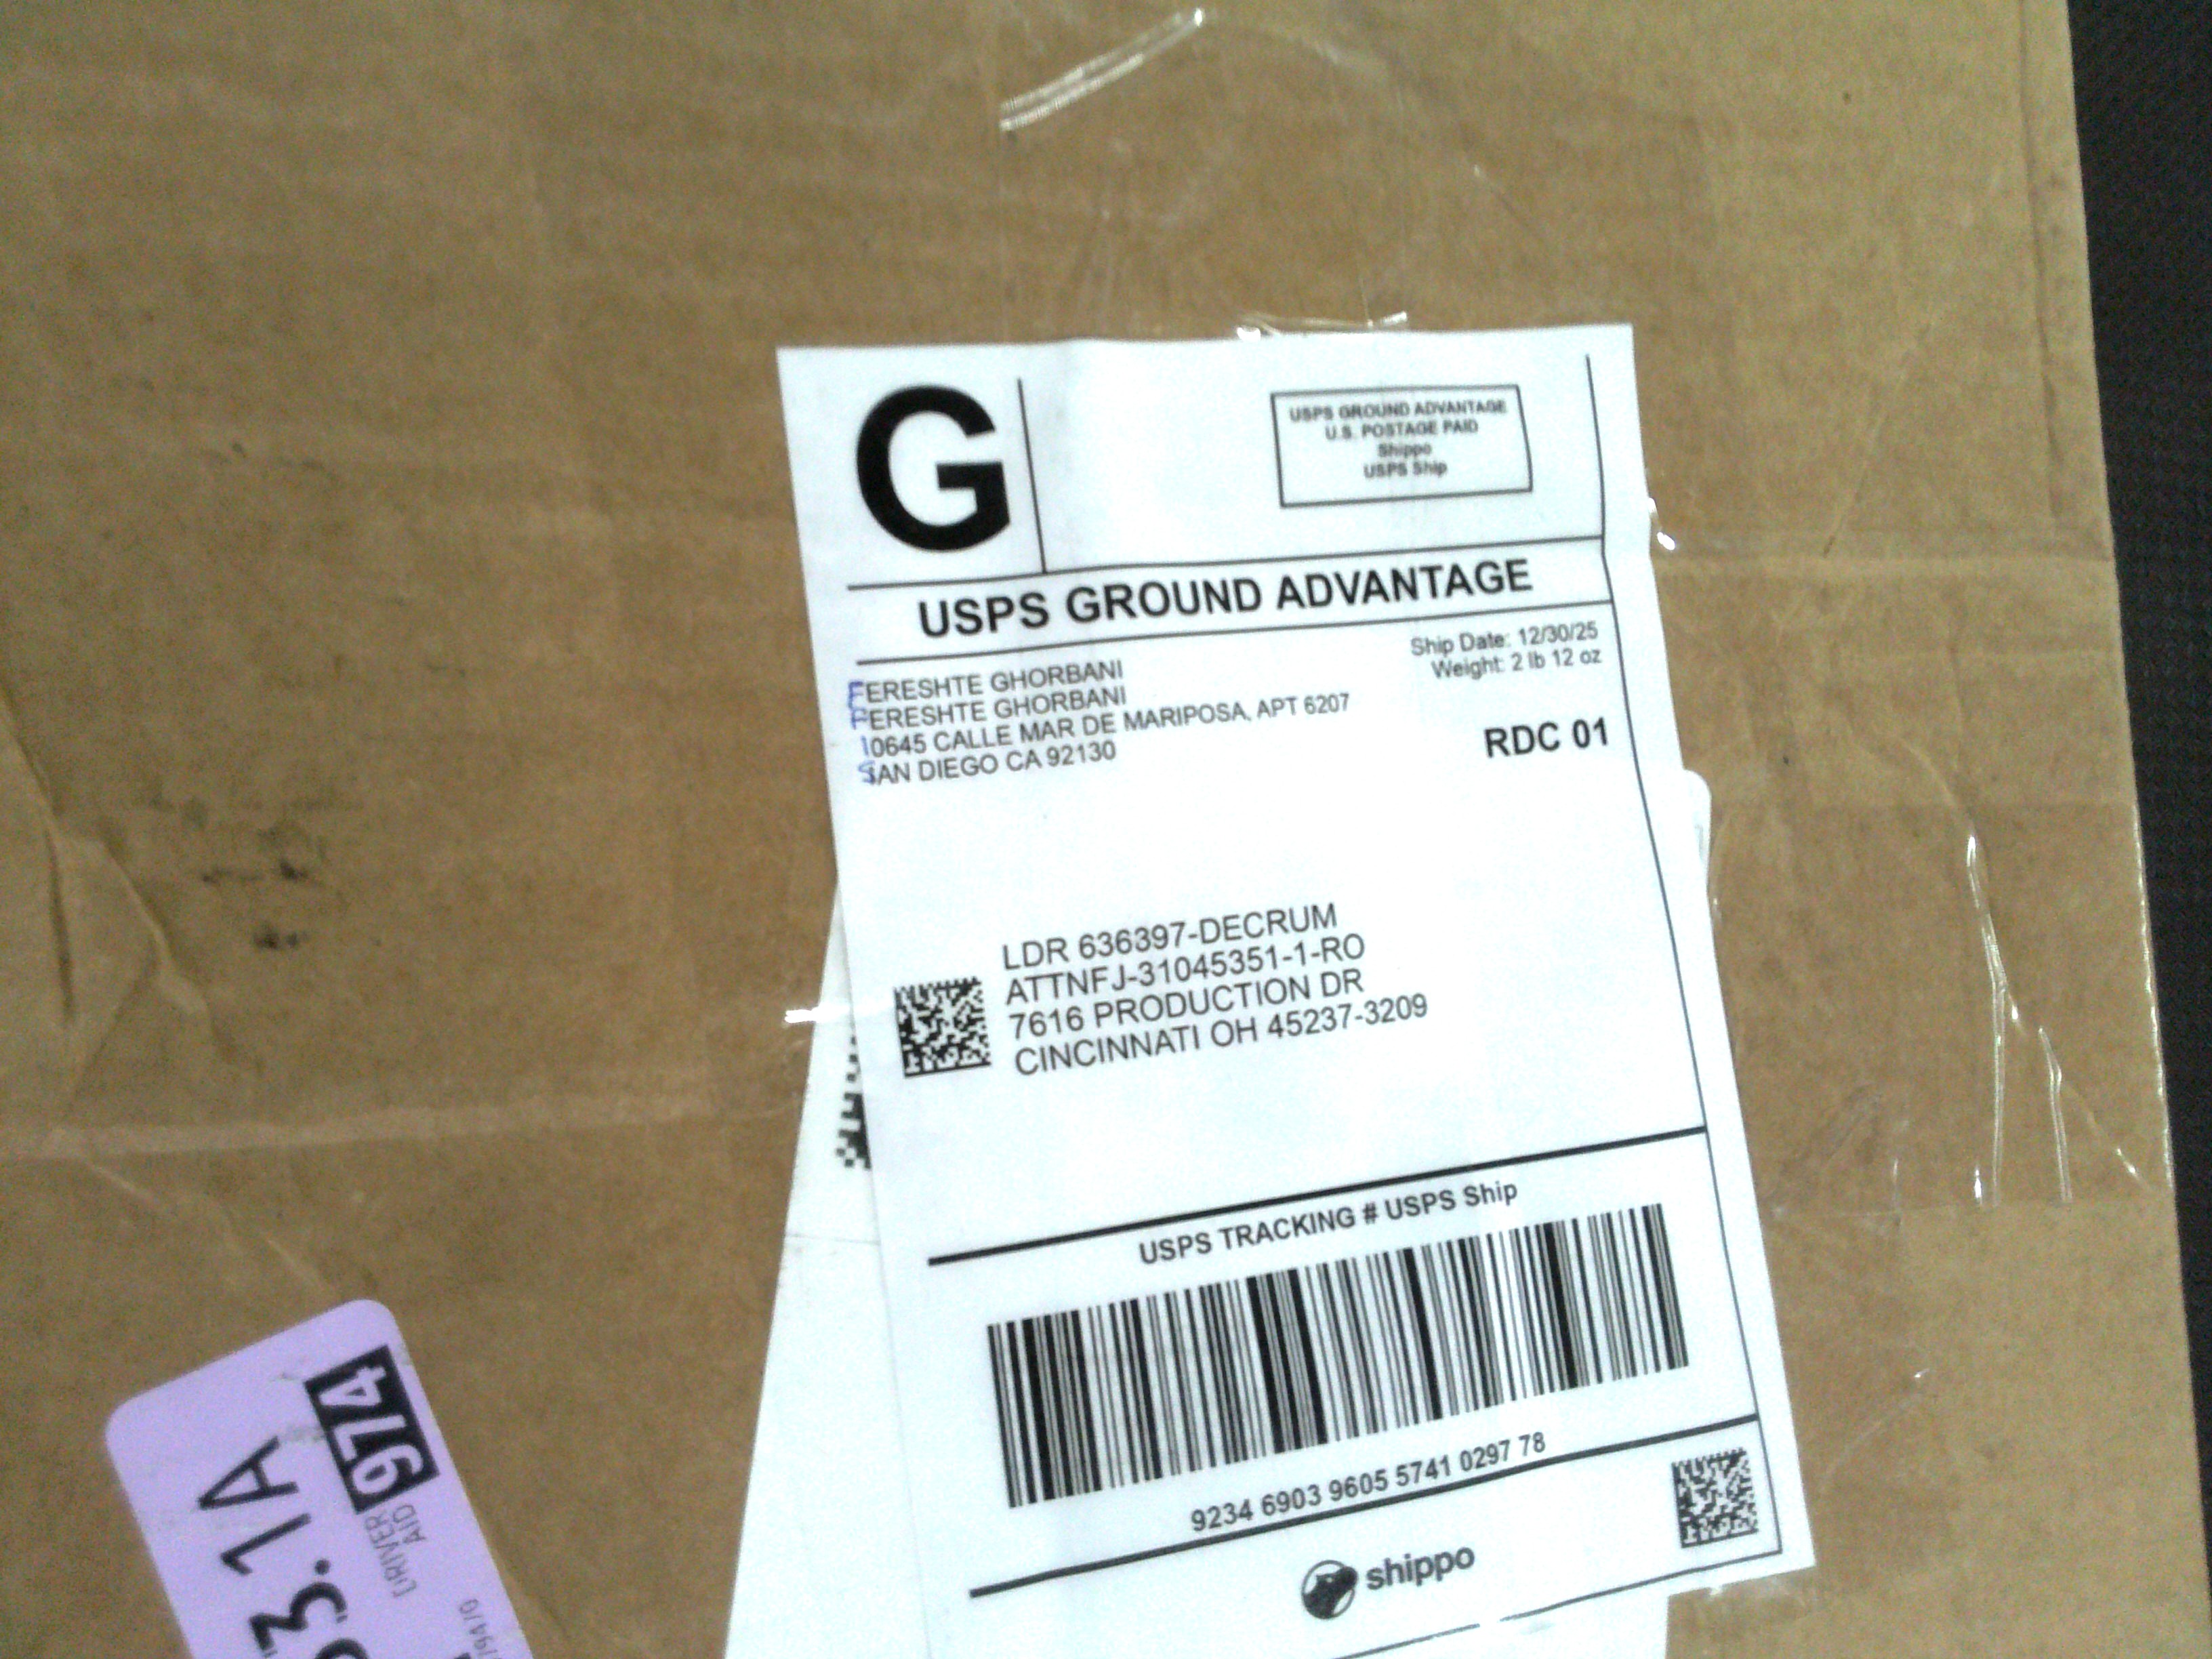 G
USPS GROUND ADVANTAGE
U.S. POSTAGE PAID
Shippo
USPS Ship
USPS GROUND ADVANTAGE
Ship Date: 12/30/25
Weight: 2 lb 12 oz
FERESHTE GHORBANI
FERESHTE GHORBANI
10645 CALLE MAR DE MARIPOSA, APT 6207
SAN DIEGO CA 92130
RDC 01
LDR 636397-DECRUM
ATTNFJ-31045351-1-RO
7616 PRODUCTION DR
CINCINNATI OH 45237-3209
USPS TRACKING # USPS Ship
9234 6903 9605 5741 0297 78
shippo
974
DRIVER
AID
3.1A